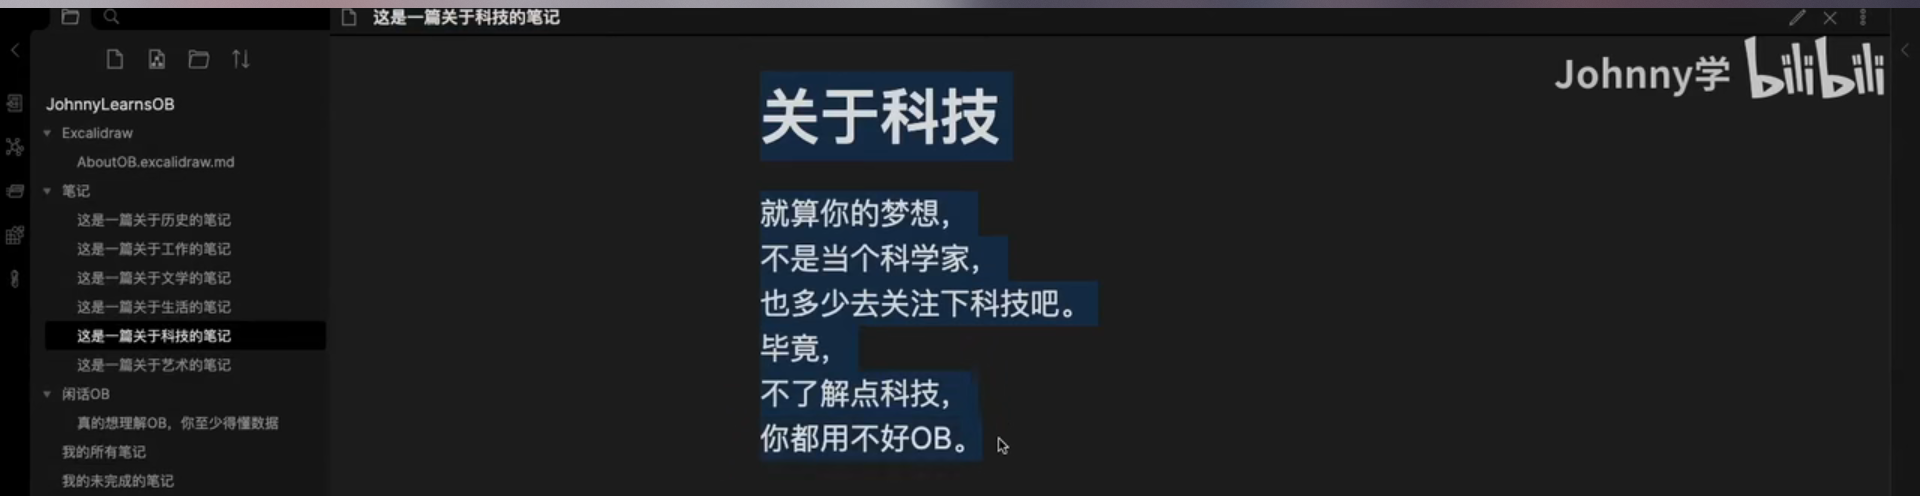 这是一篇关于科技的笔记
Johnny学 bilibili
JohnnyLearnsOB
Excalidraw
AboutOB.excalidraw.md
笔记
这是一篇关于历史的笔记
这是一篇关于工作的笔记
这是一篇关于文学的笔记
这是一篇关于生活的笔记
这是一篇关于科技的笔记
这是一篇关于艺术的笔记
闲话OB
真的想理解OB，你至少得懂数据
我的所有笔记
我的未完成的笔记
关于科技
就算你的梦想，
不是当个科学家，
也多少去关注下科技吧。
毕竟，
不了解点科技，
你都用不好OB。